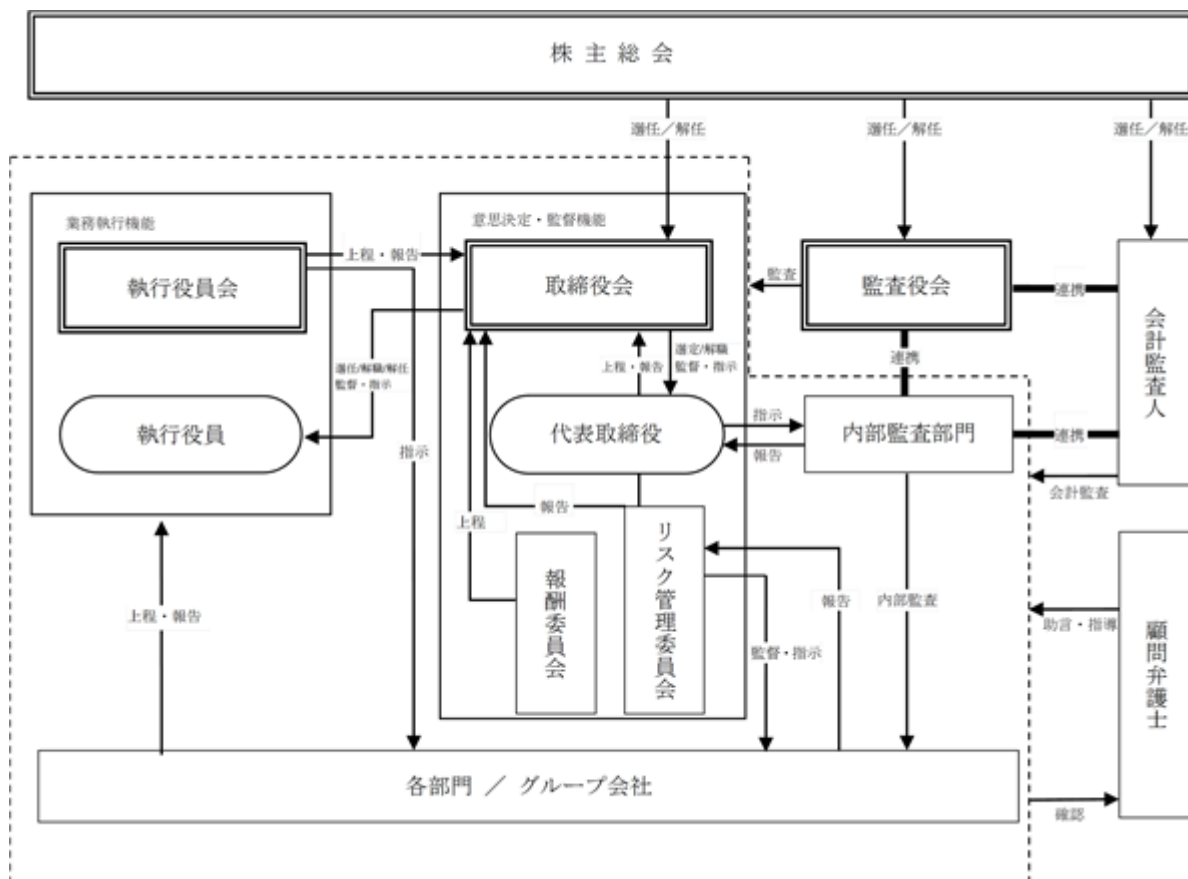 株主総会
選任／解任
選任／解任
選任／解任
業務執行機能
意思決定・監督機能
執行役員会
上程・報告
取締役会
監査
監査役会
連携
会計監査人
連携
選任/解職/解任
監督・指示
上程・報告
選定/解職
監督・指示
執行役員
指示
代表取締役
指示
報告
内部監査部門
連携
会計監査
上程
報告
リスク管理委員会
報酬委員会
監督・指示
報告
内部監査
助言・指導
顧問弁護士
上程・報告
各部門 ／ グループ会社
確認